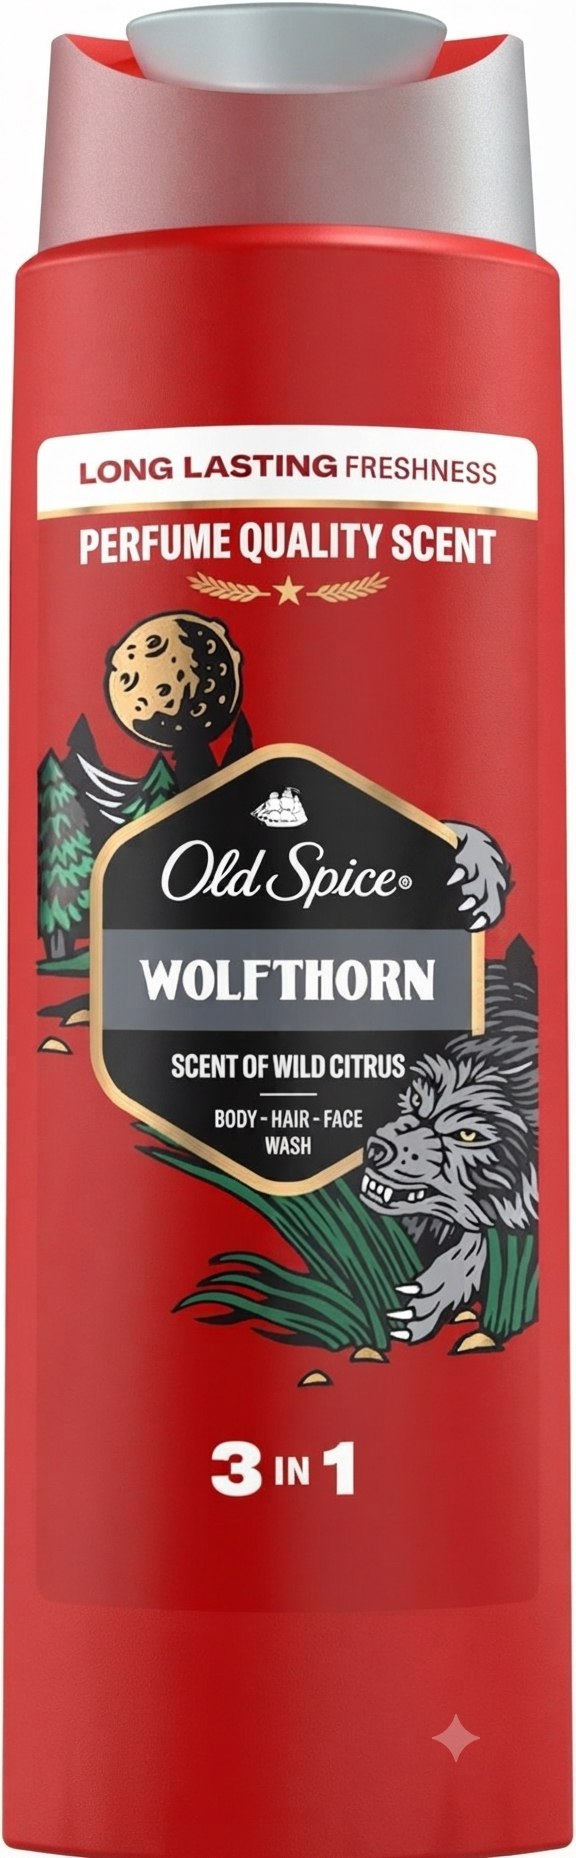 LONG LASTING FRESHNESS
PERFUME QUALITY SCENT
Old Spice®
WOLFTHORN
SCENT OF WILD CITRUS
BODY - HAIR - FACE
WASH
3 IN 1